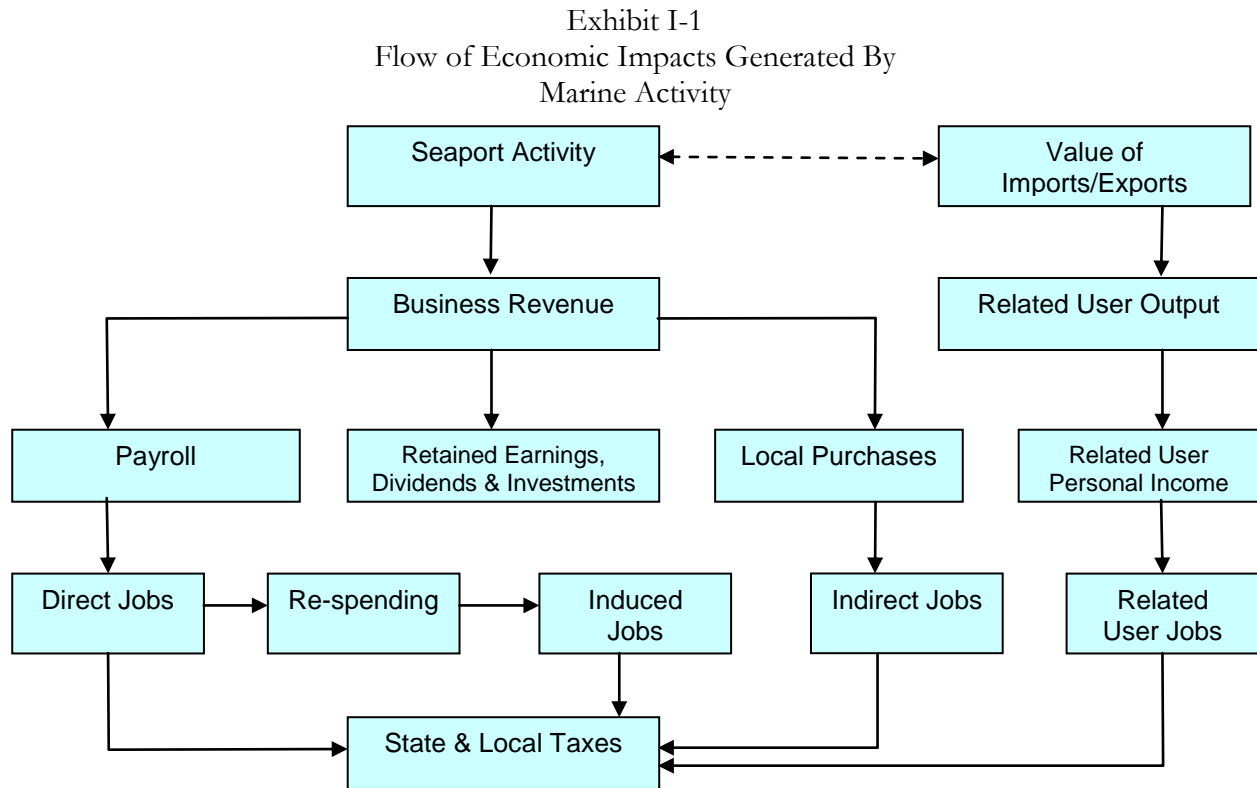 Exhibit I-1
Flow of Economic Impacts Generated By
Marine Activity
Seaport Activity
Value of
Imports/Exports
Business Revenue
Related User Output
Payroll
Retained Earnings,
Dividends & Investments
Local Purchases
Related User
Personal Income
Direct Jobs
Re-spending
Induced
Jobs
Indirect Jobs
Related
User Jobs
State & Local Taxes